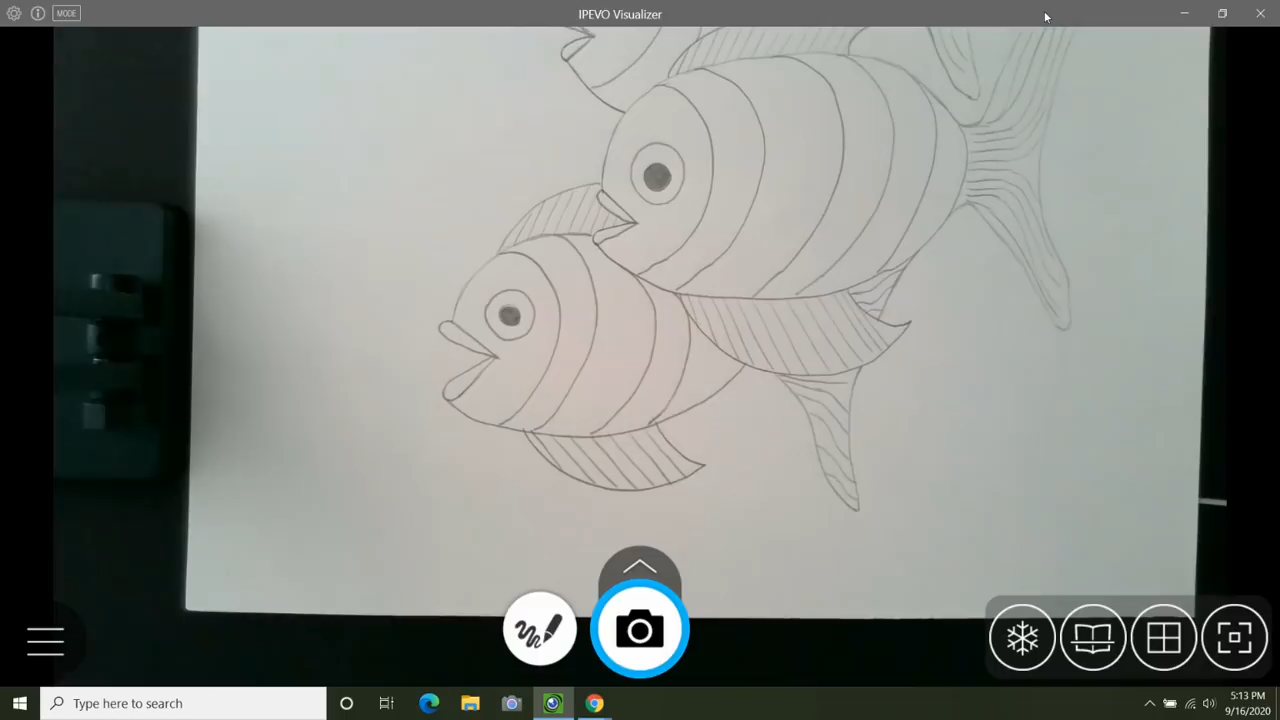 MODE
IPEVO Visualizer
Type here to search
5:13 PM
9/16/2020